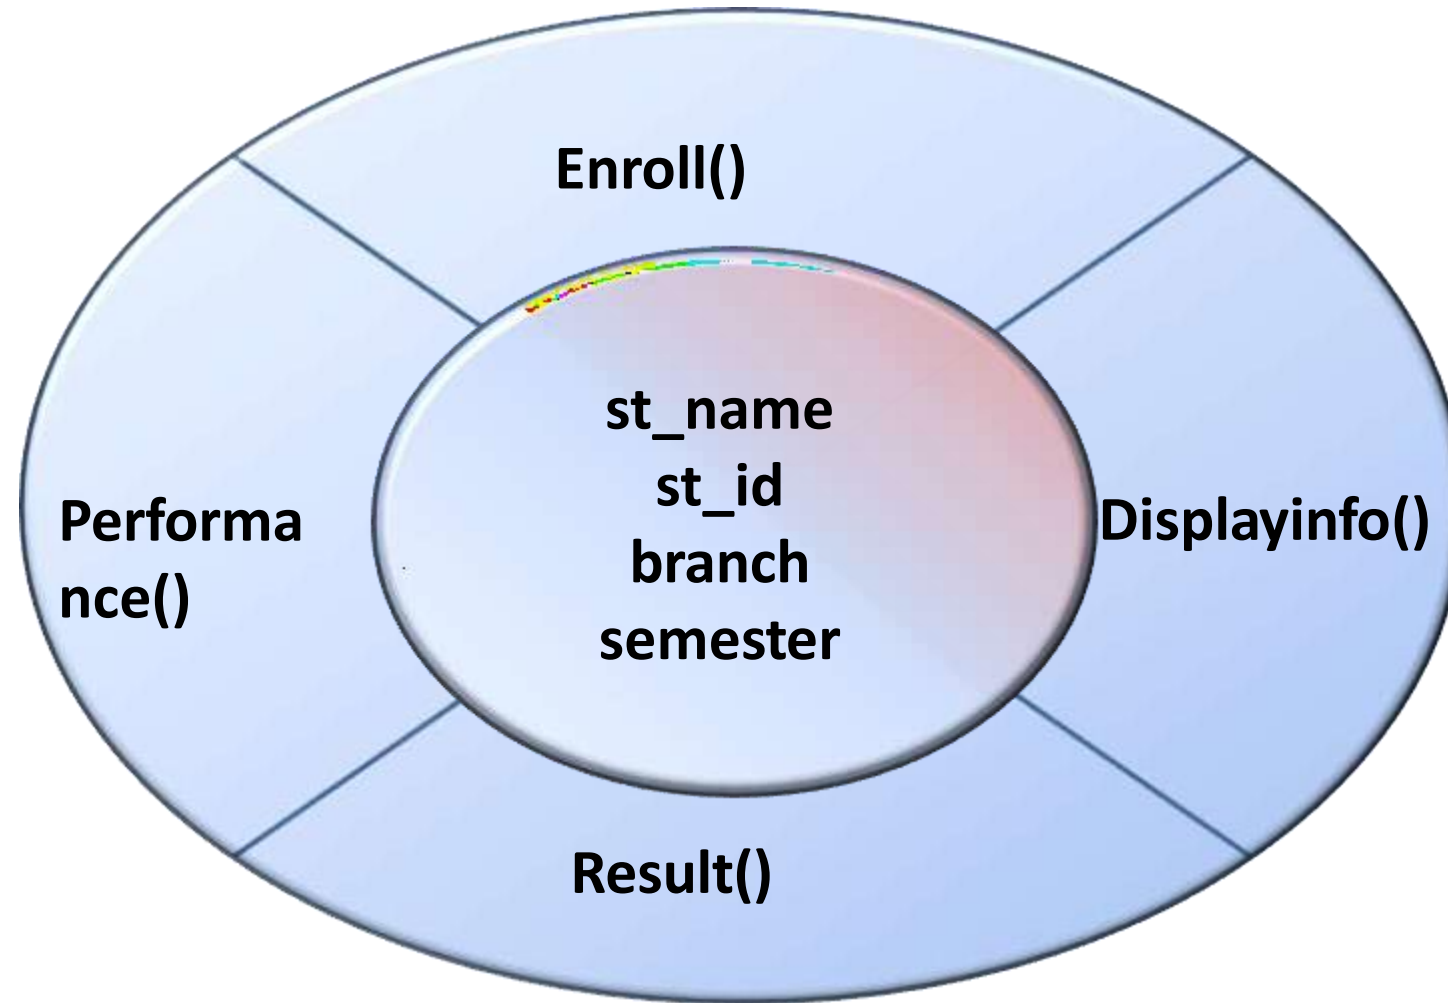 Enroll()
st_name
st_id
branch
semester
Performa
nce()
Displayinfo()
Result()